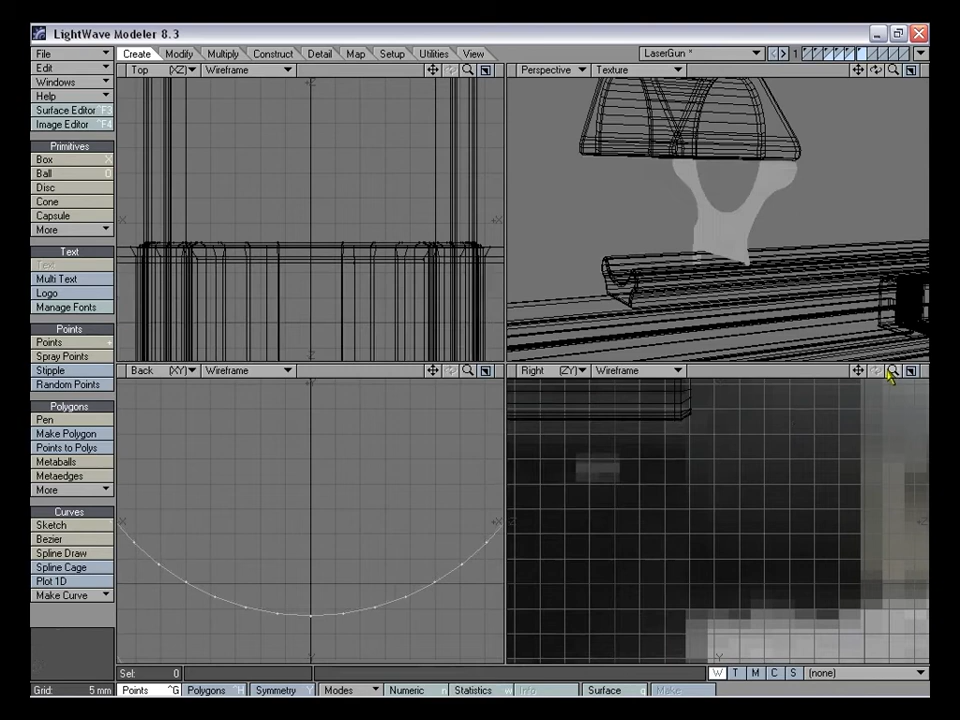 LightWave Modeler 8.3
File Create Modify Multiply Construct Detail Map Setup Utilities View LaserGun * 1
Edit Top (XZ) Wireframe Perspective Texture
Windows
Help
Surface Editor F3
Image Editor ^F4
Primitives
Box X
Ball O
Disc
Cone
Capsule
More
Text
Text
Multi Text
Logo
Manage Fonts
Points
Points +
Spray Points
Stipple
Back (XY) Wireframe Right (ZY) Wireframe
Random Points
Polygons
Pen
Make Polygon
Points to Polys
Metaballs
Metaedges
More
Curves
Sketch
Bezier
Spline Draw
Spline Cage
Plot 1D
Make Curve
Sel: 0 W T M C S (none)
Grid: 5 mm Points ^G Polygons ^H Symmetry Y Modes Numeric n Statistics w Info Surface q Make